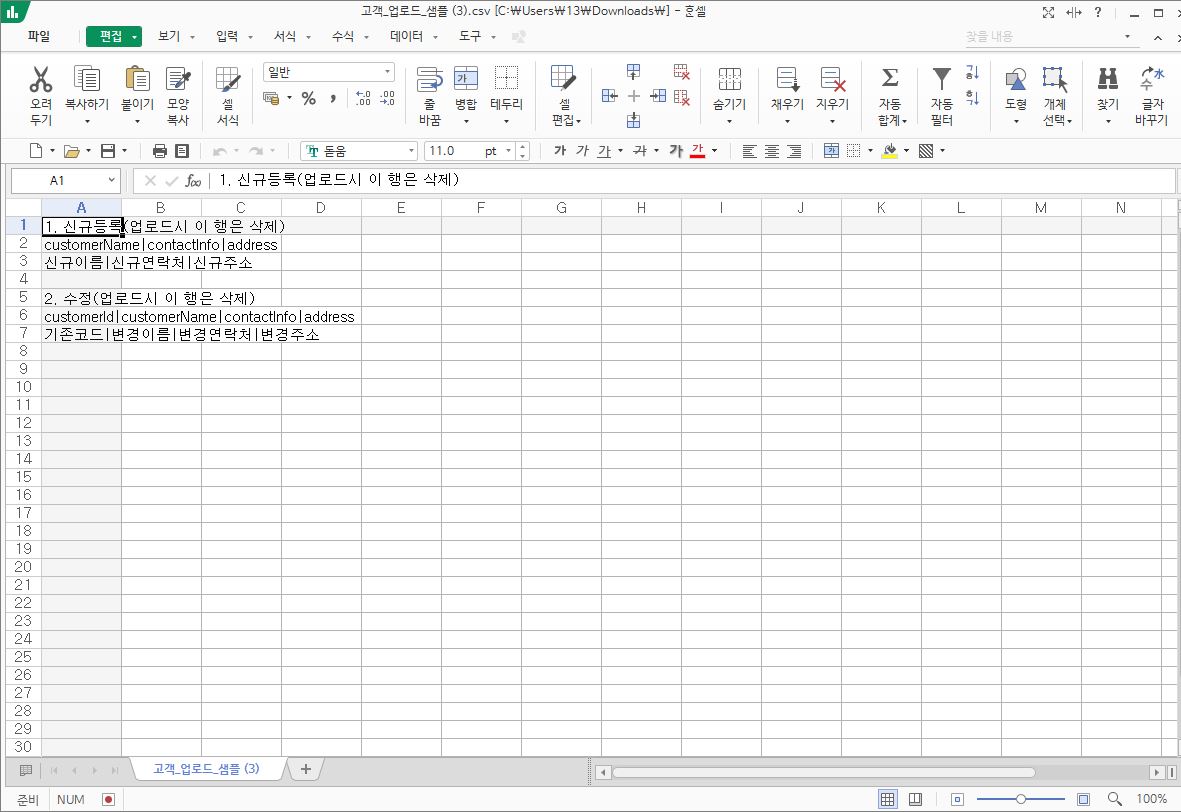 고객_업로드_샘플 (3).csv [C:₩Users₩13₩Downloads₩] - 훈셀
파일 편집 보기 입력 서식 수식 데이터 도구 찾을 내용
일반
오려 두기 복사하기 붙이기 모양 복사 셀 서식 줄 바꿈 병합 테두리 셀 편집 숨기기 채우기 지우기 자동 합계 자동 필터 도형 개체 선택 찾기 글자 바꾸기
돋움 11.0 pt 가 가 가 가 가 가
A1 1. 신규등록(업로드시 이 행은 삭제)
A B C D E F G H I J K L M N
1 1. 신규등록(업로드시 이 행은 삭제)
2 customerName|contactInfo|address
3 신규이름|신규연락처|신규주소
4
5 2. 수정(업로드시 이 행은 삭제)
6 customerId|customerName|contactInfo|address
7 기존코드|변경이름|변경연락처|변경주소
8
9
10
11
12
13
14
15
16
17
18
19
20
21
22
23
24
25
26
27
28
29
30
고객_업로드_샘플 (3)
준비 NUM 100%